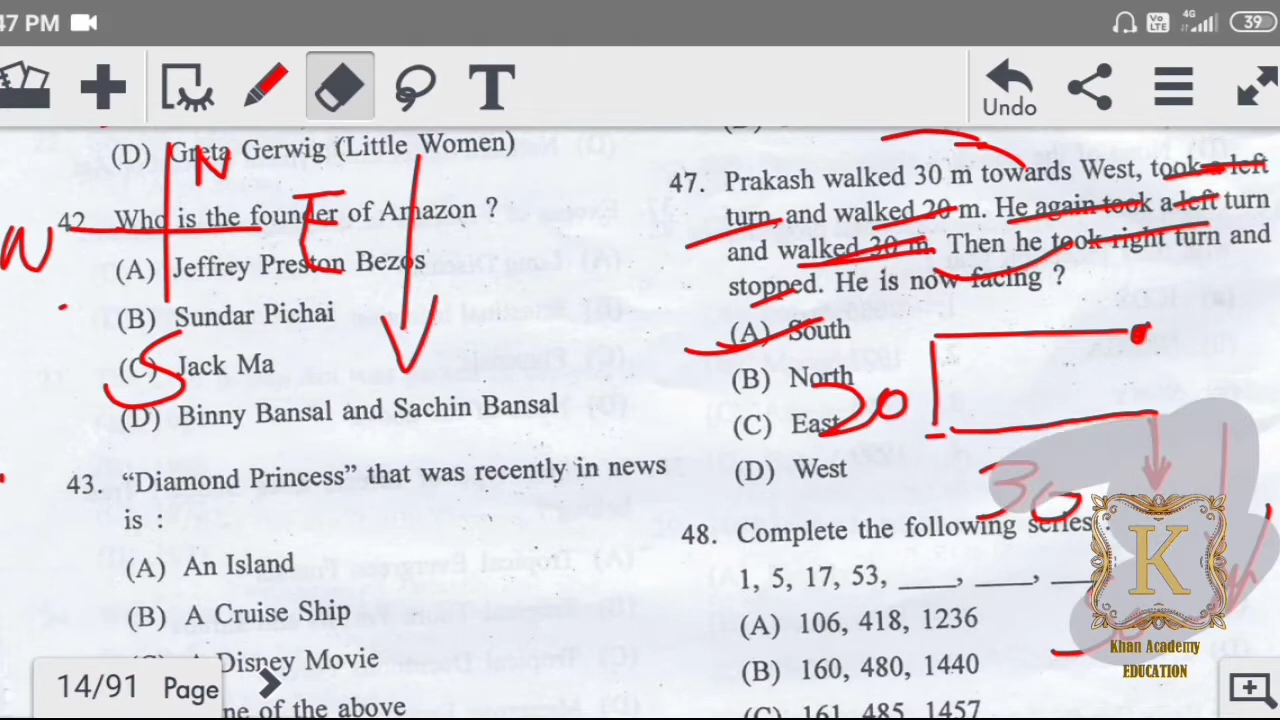 47 PM
4G
Vo
LTE
39
T
Undo
(D) Greta Gerwig (Little Women)
N
W
E
S
42. Who is the founder of Amazon ?
(A) Jeffrey Preston Bezos
(B) Sundar Pichai
(C) Jack Ma
(D) Binny Bansal and Sachin Bansal
43. “Diamond Princess” that was recently in news
is :
(A) An Island
(B) A Cruise Ship
Disney Movie
ne of the above
14/91 Page
47. Prakash walked 30 m towards West, took a left
turn and walked 20 m. He again took a left turn
and walked 30 m. Then he took right turn and
stopped. He is now facing ?
(A) South
(B) North
(C) East
(D) West
20
30
48. Complete the following series :
1, 5, 17, 53, ____, ____, ___
(A) 106, 418, 1236
(B) 160, 480, 1440
(C) 161, 485, 1457
K
Khan Academy
EDUCATION